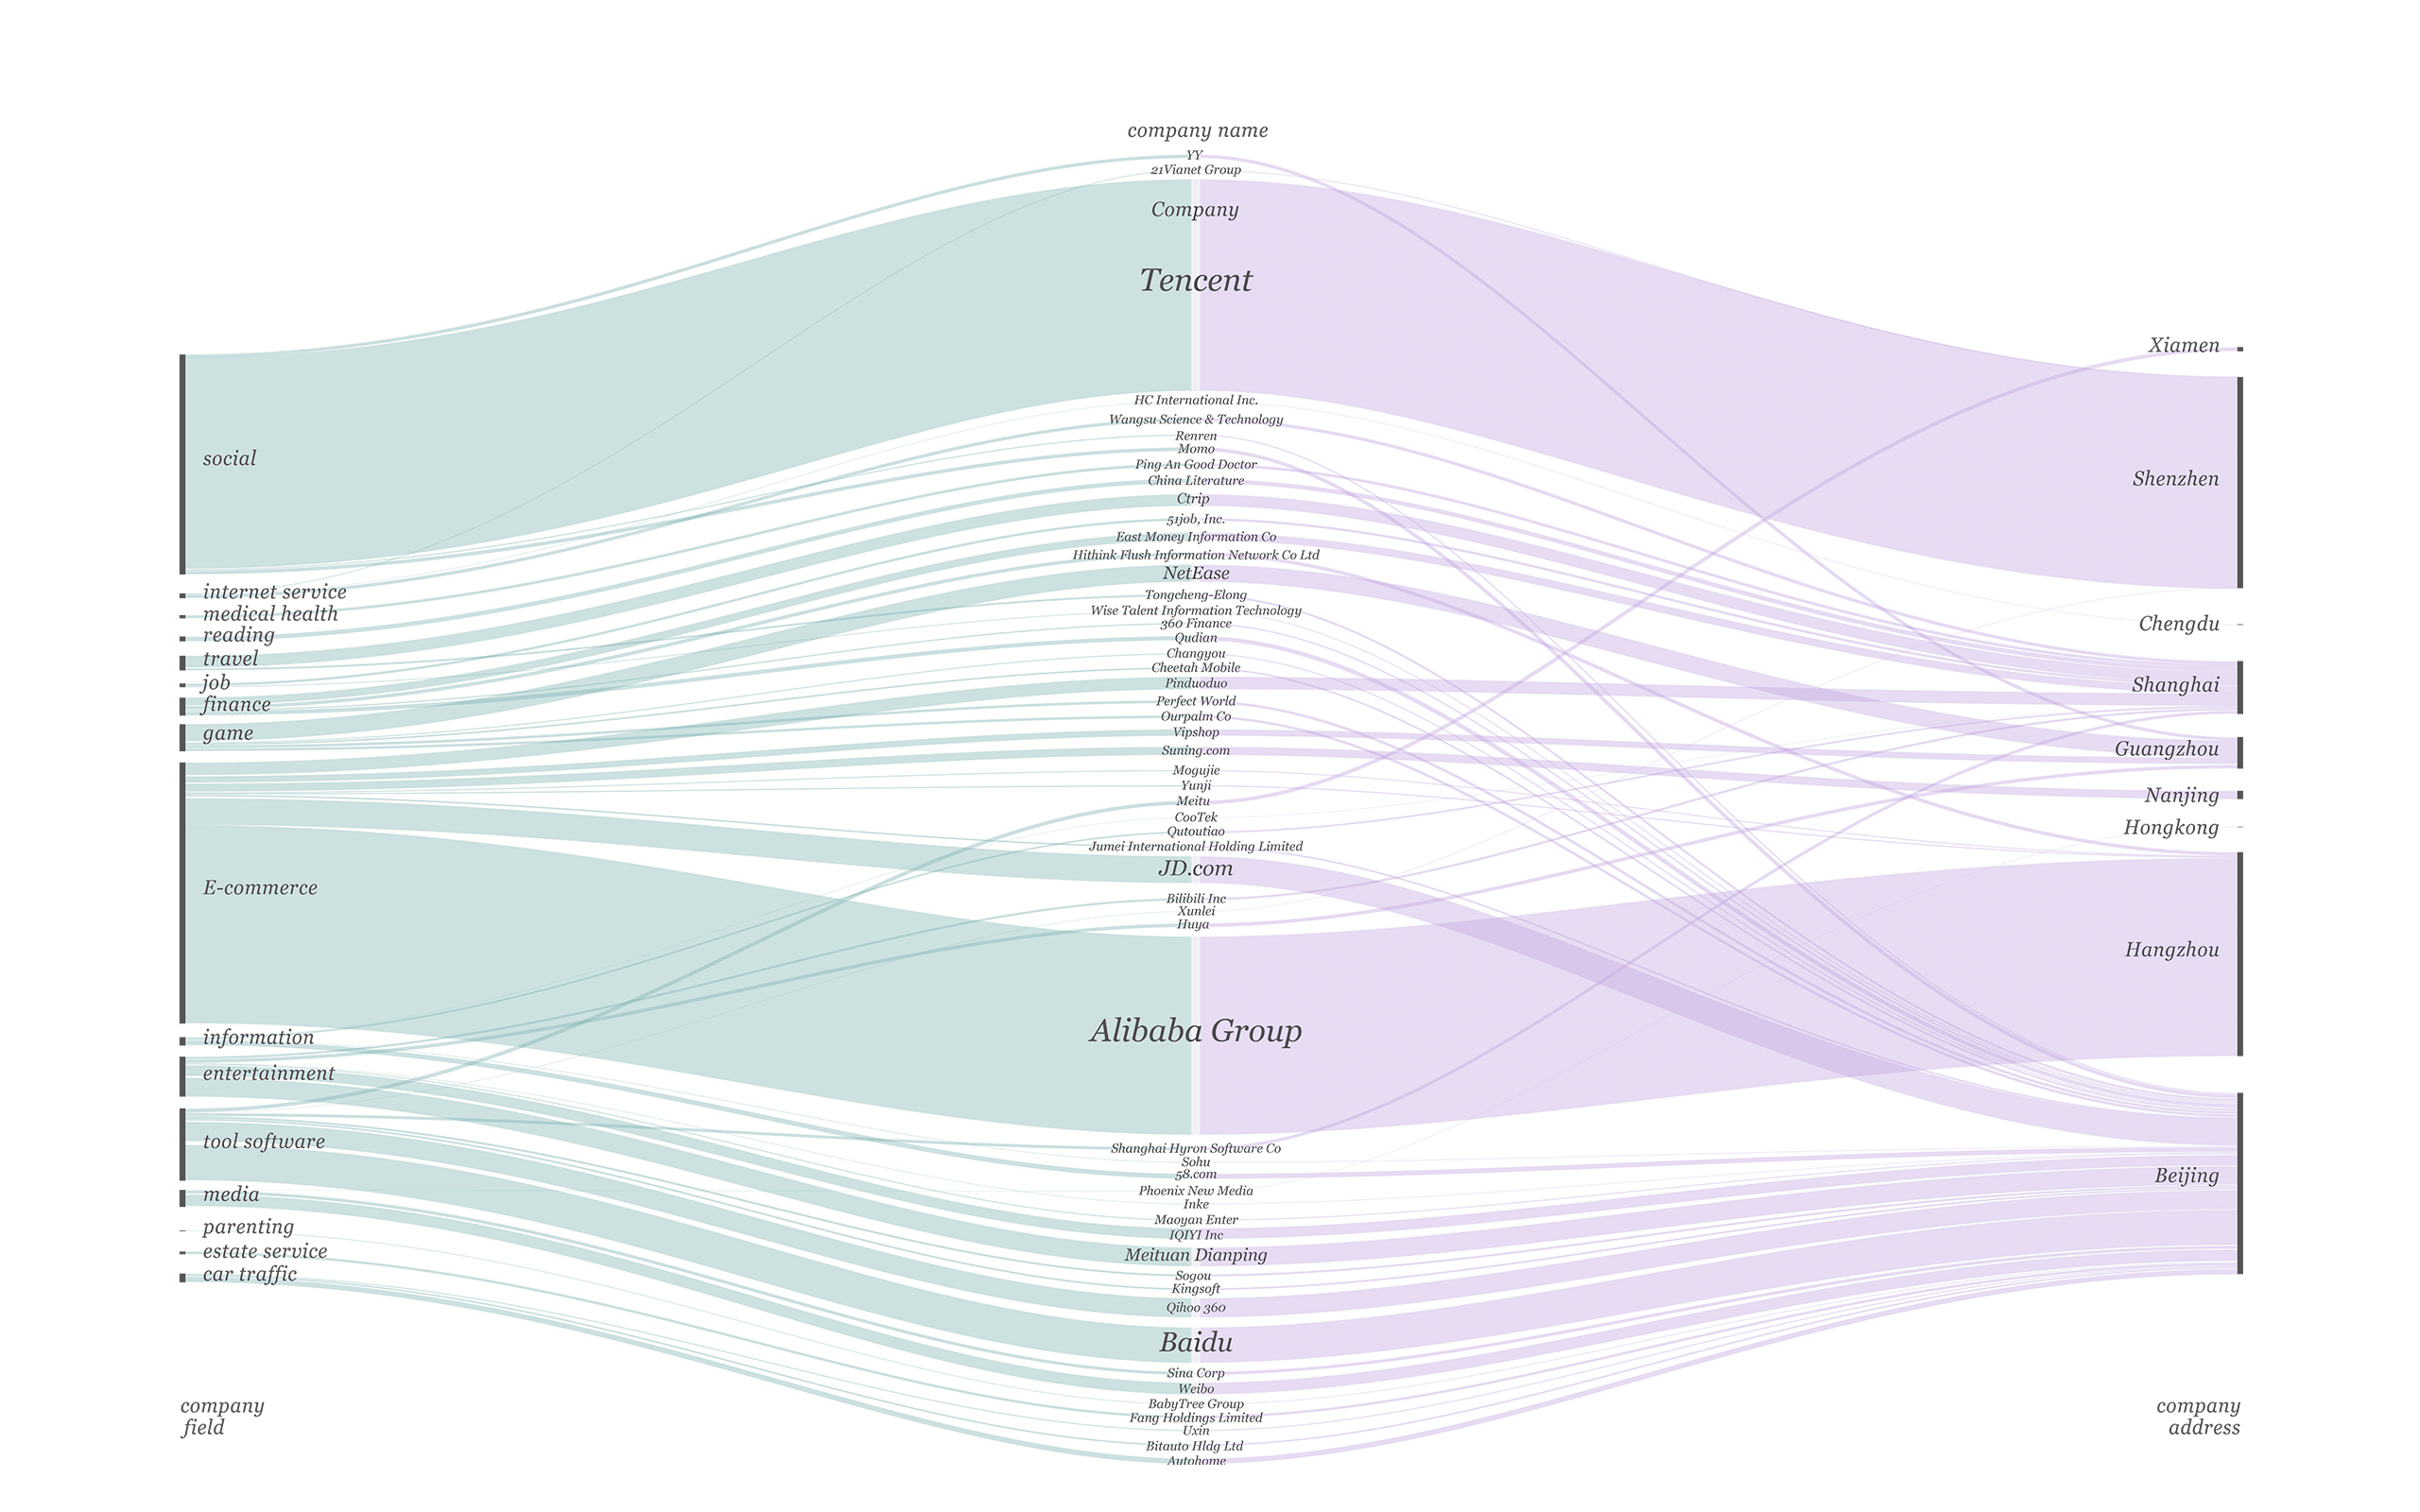 company name
YY
21Vianet Group
Company
Tencent
HC International Inc.
Wangsu Science & Technology
Renren
Momo
Ping An Good Doctor
China Literature
Ctrip
51job, Inc.
East Money Information Co
Hithink Flush Information Network Co Ltd
NetEase
Tongcheng-Elong
Wise Talent Information Technology
360 Finance
Qudian
Changyou
Cheetah Mobile
Pinduoduo
Perfect World
Ourpalm Co
Vipshop
Suning.com
Mogujie
Yunji
Meitu
CooTek
Qutoutiao
Jumei International Holding Limited
JD.com
Bilibili Inc
Xunlei
Huya
Alibaba Group
Shanghai Hyron Software Co
Sohu
58.com
Phoenix New Media
Inke
Maoyan Enter
IQIYI Inc
Meituan Dianping
Sogou
Kingsoft
Qihoo 360
Baidu
Sina Corp
Weibo
BabyTree Group
Fang Holdings Limited
Uxin
Bitauto Hldg Ltd
Autohome
social
internet service
medical health
reading
travel
job
finance
game
E-commerce
information
entertainment
tool software
media
parenting
estate service
car traffic
company
field
Xiamen
Shenzhen
Chengdu
Shanghai
Guangzhou
Nanjing
Hongkong
Hangzhou
Beijing
company
address